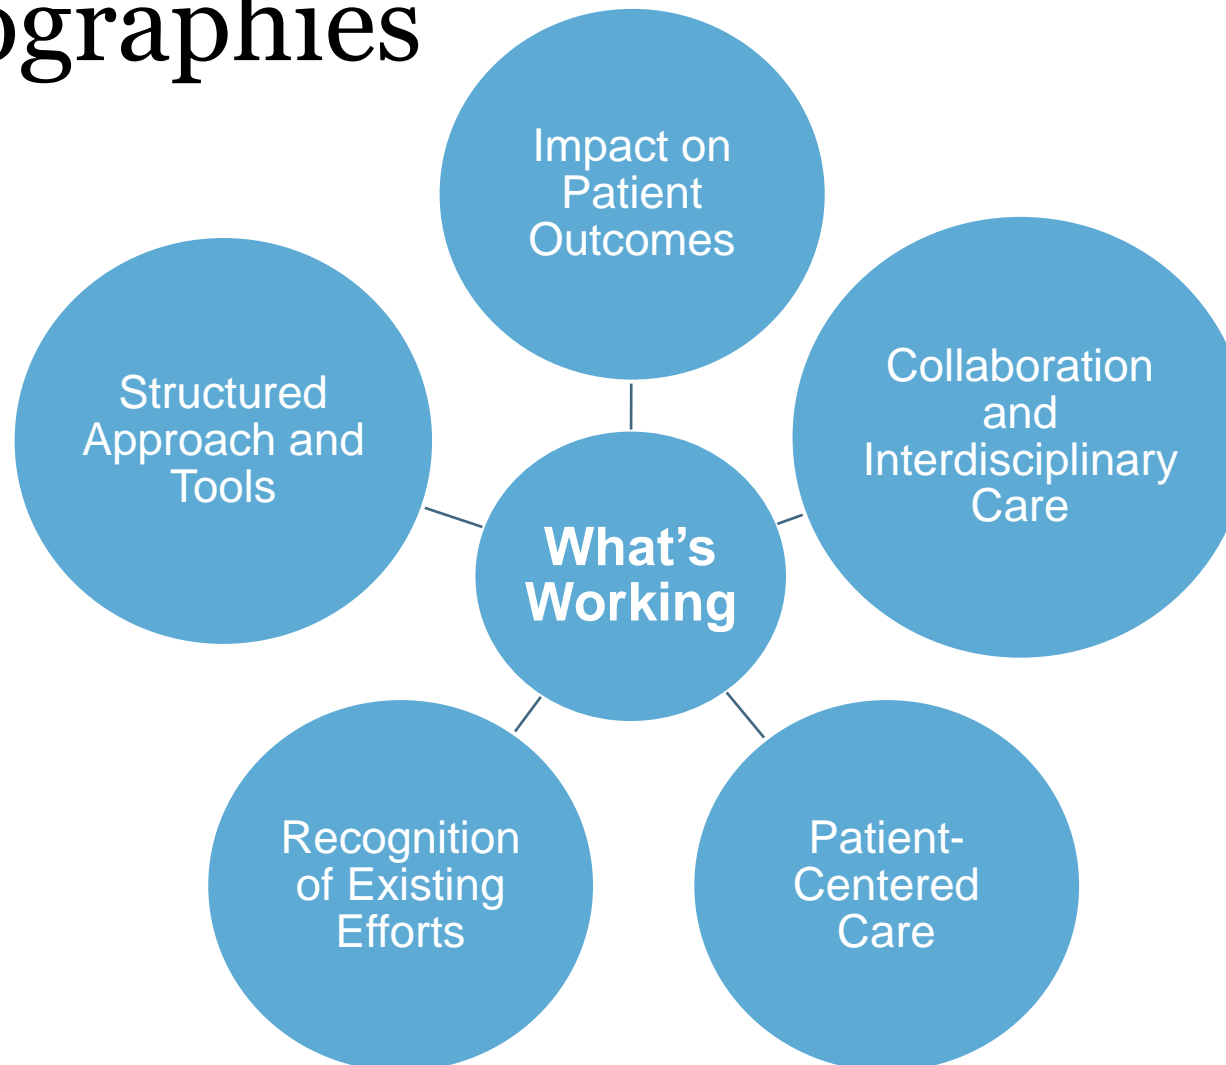 ographies
Impact on
Patient
Outcomes
Collaboration
and
Interdisciplinary
Care
Structured
Approach and
Tools
What’s
Working
Recognition
of Existing
Efforts
Patient-
Centered
Care